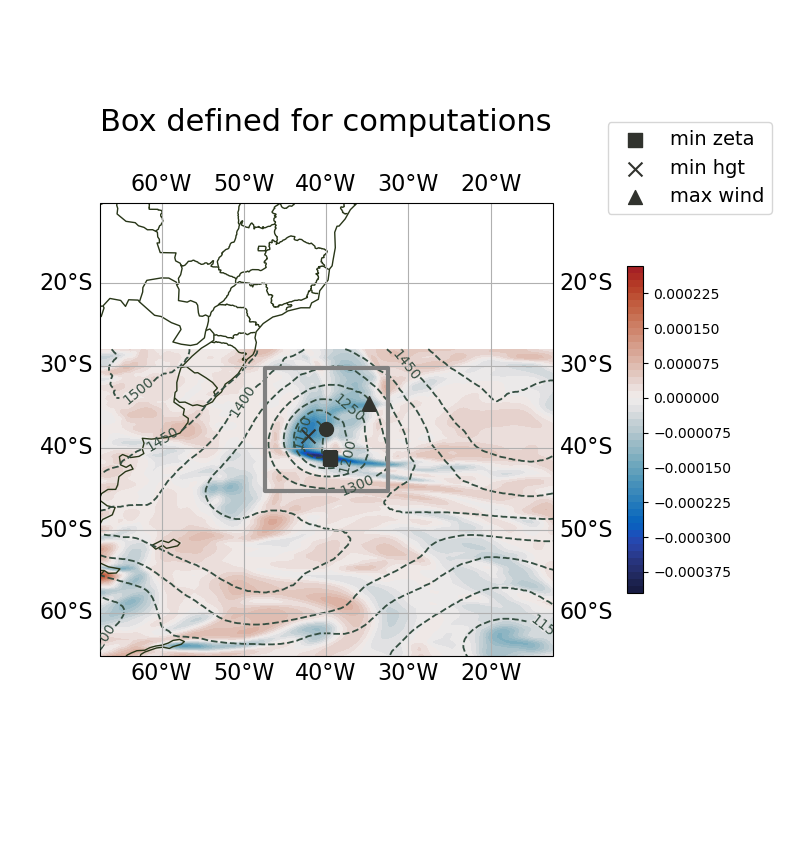 Box defined for computations
min zeta
min hgt
max wind
60°W 50°W 40°W 30°W 20°W
20°S 20°S
30°S 30°S
40°S 40°S
50°S 50°S
60°S 60°S
60°W 50°W 40°W 30°W 20°W
0.000225
0.000150
0.000075
0.000000
−0.000075
−0.000150
−0.000225
−0.000300
−0.000375
1450
1500
1400
1250
1450
1200
1300